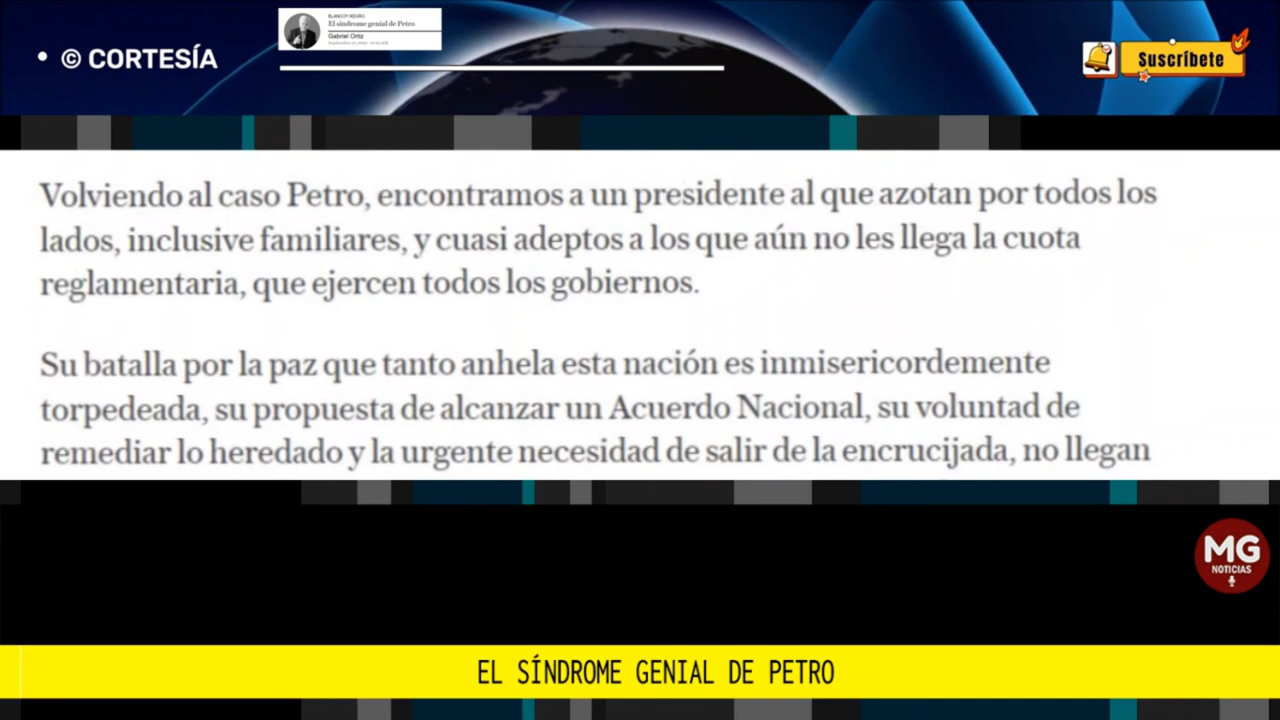 • © CORTESÍA
BLANCO Y NEGRO
El síndrome genial de Petro
Gabriel Ortiz
Suscríbete
Volviendo al caso Petro, encontramos a un presidente al que azotan por todos los
lados, inclusive familiares, y cuasi adeptos a los que aún no les llega la cuota
reglamentaria, que ejercen todos los gobiernos.
Su batalla por la paz que tanto anhela esta nación es inmisericordemente
torpedeada, su propuesta de alcanzar un Acuerdo Nacional, su voluntad de
remediar lo heredado y la urgente necesidad de salir de la encrucijada, no llegan
MG
NOTICIAS
EL SÍNDROME GENIAL DE PETRO